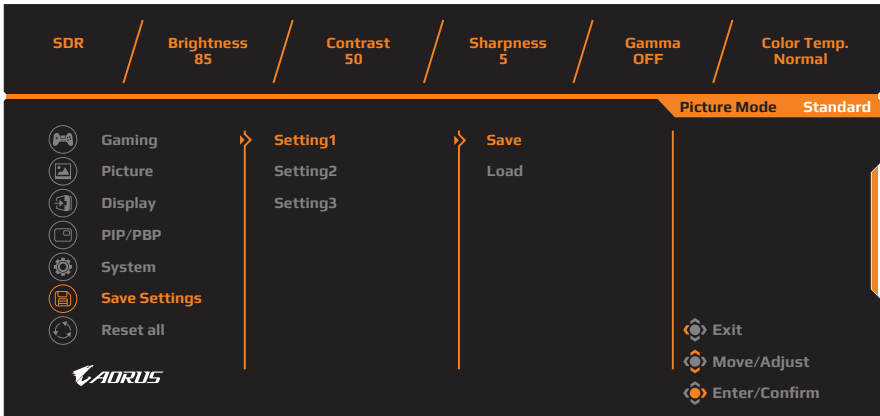 SDR Brightness Contrast Sharpness Gamma Color Temp.
85 50 5 OFF Normal
Picture Mode Standard
Gaming Setting1 Save
Picture Setting2 Load
Display Setting3
PIP/PBP
System
Save Settings
Reset all Exit
Move/Adjust
AORUS
Enter/Confirm